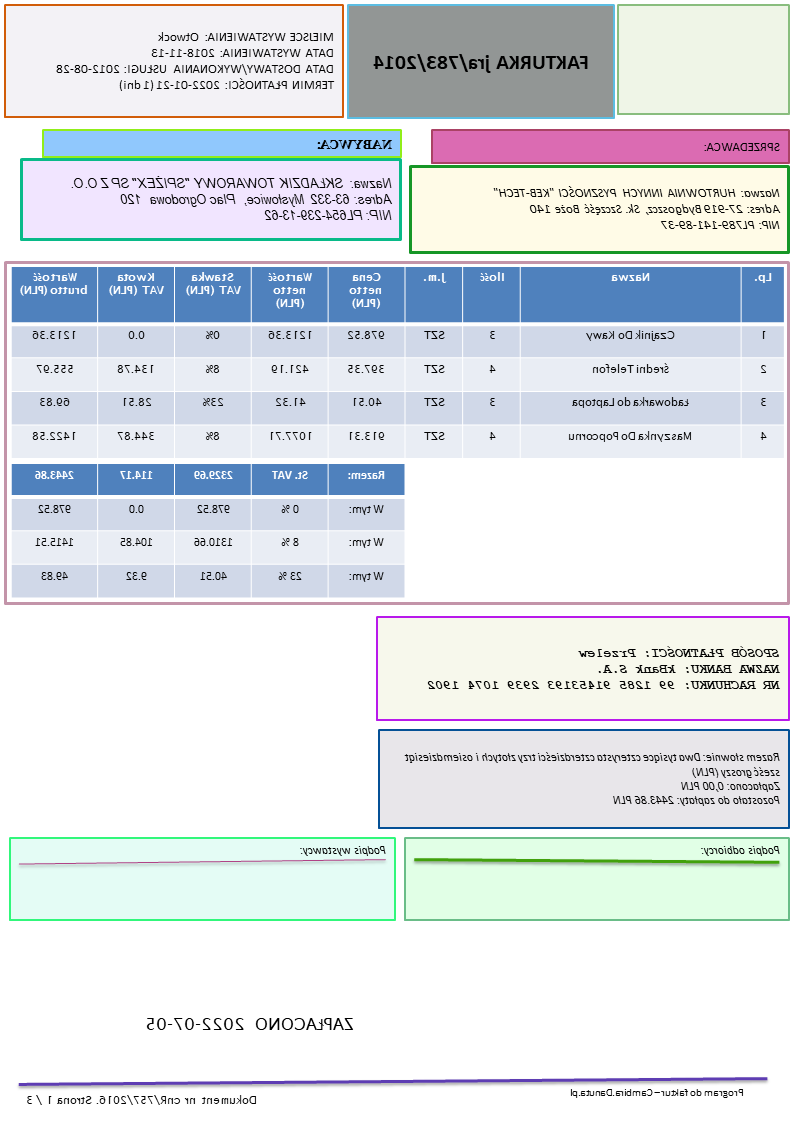 FAKTURKA jra/783/2014
MIEJSCE WYSTAWIENIA: Otwock
DATA WYSTAWIENIA: 2018-11-13
DATA DOSTAWY/WYKONANIA USŁUGI: 2012-08-28
TERMIN PŁATNOŚCI: 2022-01-21 (1 dni)
SPRZEDAWCA:
Nazwa: HURTOWNIA INNYCH PYSZNOŚCI "KEB-TECH"
Adres: 27-919 Bydgoszcz, Sk. Szczęść Boże 140
NIP: PL789-141-89-37
NABYWCA:
Nazwa: SKŁADZIK TOWAROWY "SPIŻEX" SP Z O.O.
Adres: 63-332 Mysłowice, Plac Ogrodowa 120
NIP: PL654-239-13-62
Lp. Nazwa Ilość J.m. Cena netto (PLN) Wartość netto (PLN) Stawka VAT (PLN) Kwota VAT (PLN) Wartość brutto (PLN)
1 Czajnik Do Kawy 3 SZT 978.52 1213.36 0% 0.0 1213.36
2 średni Telefon 4 SZT 397.35 421.19 8% 134.78 555.97
3 Ładowarka do Laptopa 3 SZT 40.51 41.32 23% 28.51 69.83
4 Maszynka Do Popcornu 4 SZT 913.31 1077.71 8% 344.87 1422.58
Razem: St. VAT 2329.69 114.17 2443.86
W tym: 0 % 978.52 0.0 978.52
W tym: 8 % 1310.66 104.85 1415.51
W tym: 23 % 40.51 9.32 49.83
SPOSÓB PŁATNOŚCI: Przelew
NAZWA BANKU: kBank S.A.
NR RACHUNKU: 99 1285 91453193 2939 1074 1902
Razem słownie: Dwa tysiące czterysta czterdzieści trzy złotych i osiemdziesiąt
sześć groszy (PLN)
Zapłacono: 0,00 PLN
Pozostało do zapłaty: 2443.86 PLN
Podpis odbiorcy:
Podpis wystawcy:
ZAPŁACONO 2022-07-05
Program do faktur – Cambira.Danuta.pl
Dokument nr cnR/757/2016. Strona 1 / 3